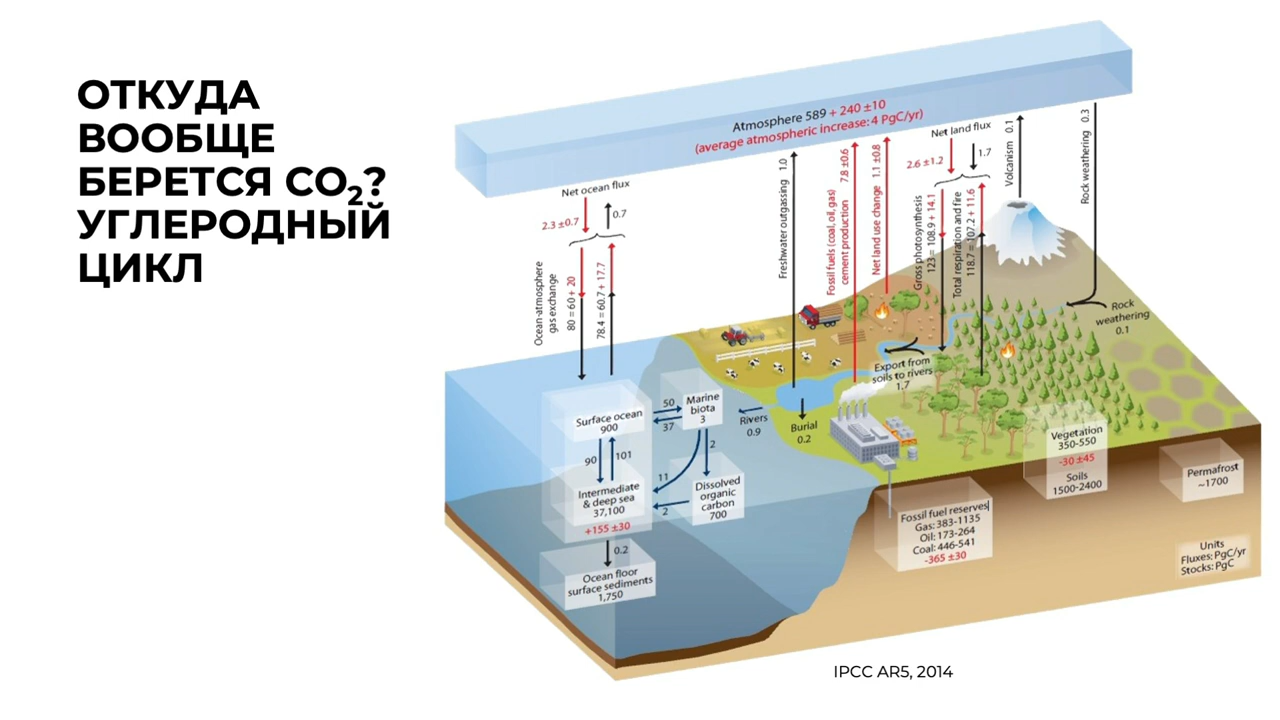 ОТКУДА
ВООБЩЕ
БЕРЕТСЯ CO₂?
УГЛЕРОДНЫЙ
ЦИКЛ
Atmosphere 589 + 240 ±10
(average atmospheric increase: 4 PgC/yr)
Net ocean flux
2.3 ±0.7
0.7
Ocean-atmosphere
gas exchange
80 = 60 + 20
78.4 = 60.7 + 17.7
Freshwater outgassing 1.0
Fossil fuels (coal, oil, gas)
cement production 7.8 ±0.6
Net land use change 1.1 ±0.8
Net land flux
2.6 ±1.2
1.7
Gross photosynthesis
123 = 108.9 + 14.1
Total respiration and fire
118.7 = 107.2 + 11.6
Volcanism 0.1
Rock weathering 0.3
Rock
weathering
0.1
Export from
soils to rivers
1.7
Rivers
0.9
Burial
0.2
Surface ocean
900
50
37
Marine
biota
3
90
101
2
11
2
Intermediate
& deep sea
37,100
+155 ±30
Dissolved
organic
carbon
700
0.2
Ocean floor
surface sediments
1,750
Fossil fuel reserves
Gas: 383-1135
Oil: 173-264
Coal: 446-541
-365 ±30
Vegetation
350-550
-30 ±45
Soils
1500-2400
Permafrost
~1700
Units
Fluxes: PgC/yr
Stocks: PgC
IPCC AR5, 2014